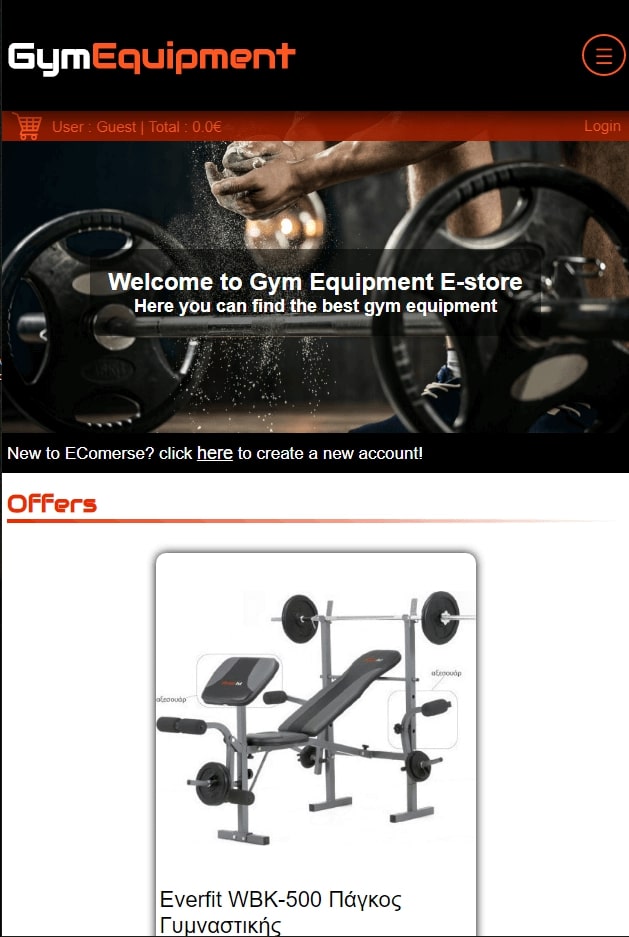 GymEquipment
User : Guest | Total : 0.0€
Login
Welcome to Gym Equipment E-store
Here you can find the best gym equipment
New to EComerse? click here to create a new account!
Offers
αξεσουάρ
αξεσουάρ
Everfit WBK-500 Πάγκος
Γυμναστικής